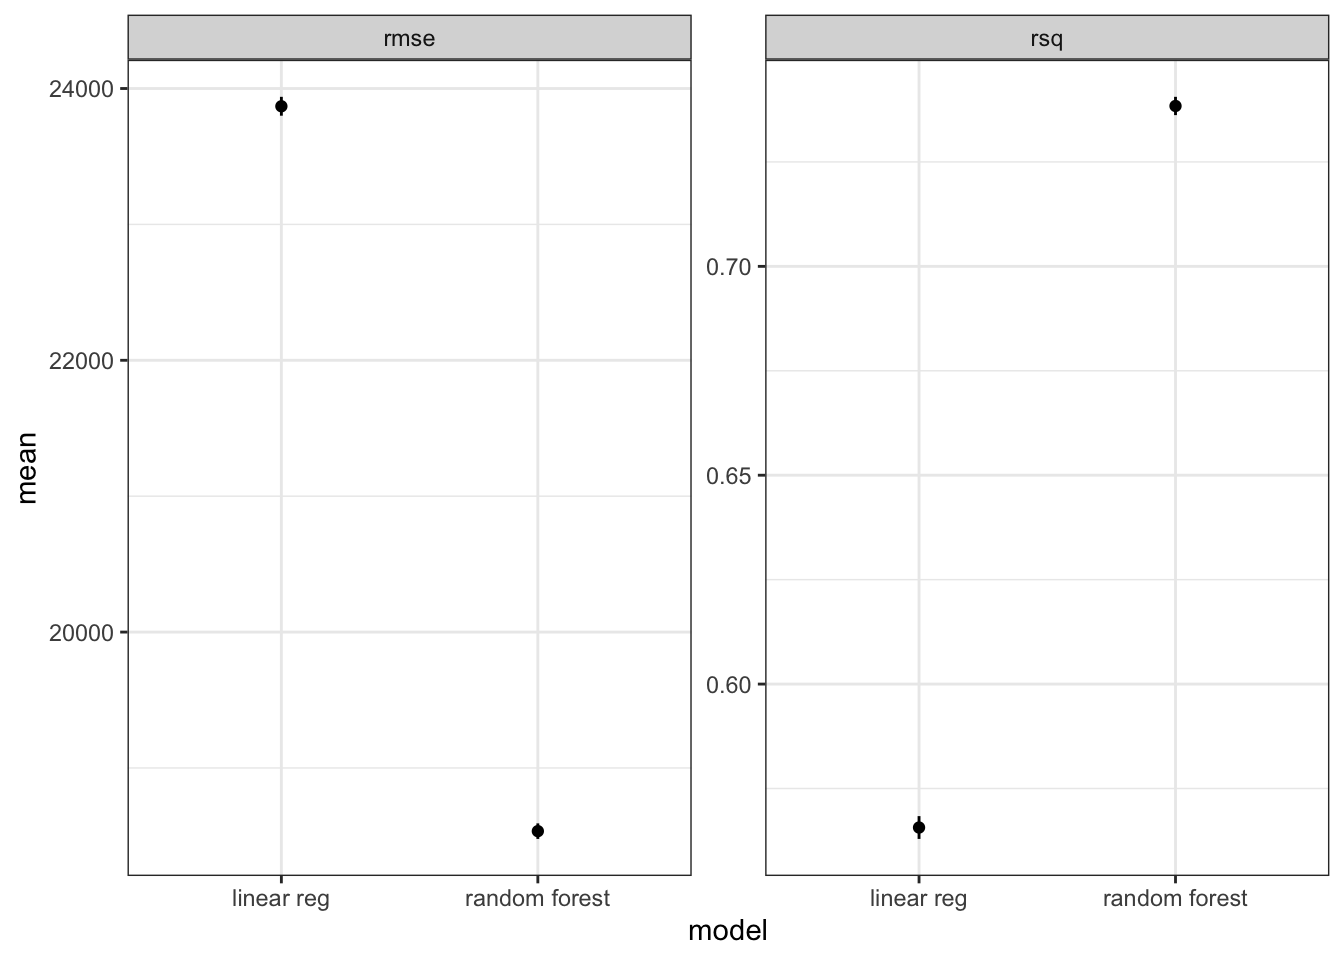 rmse
rsq
24000
22000
20000
0.70
0.65
0.60
mean
linear reg
random forest
linear reg
random forest
model